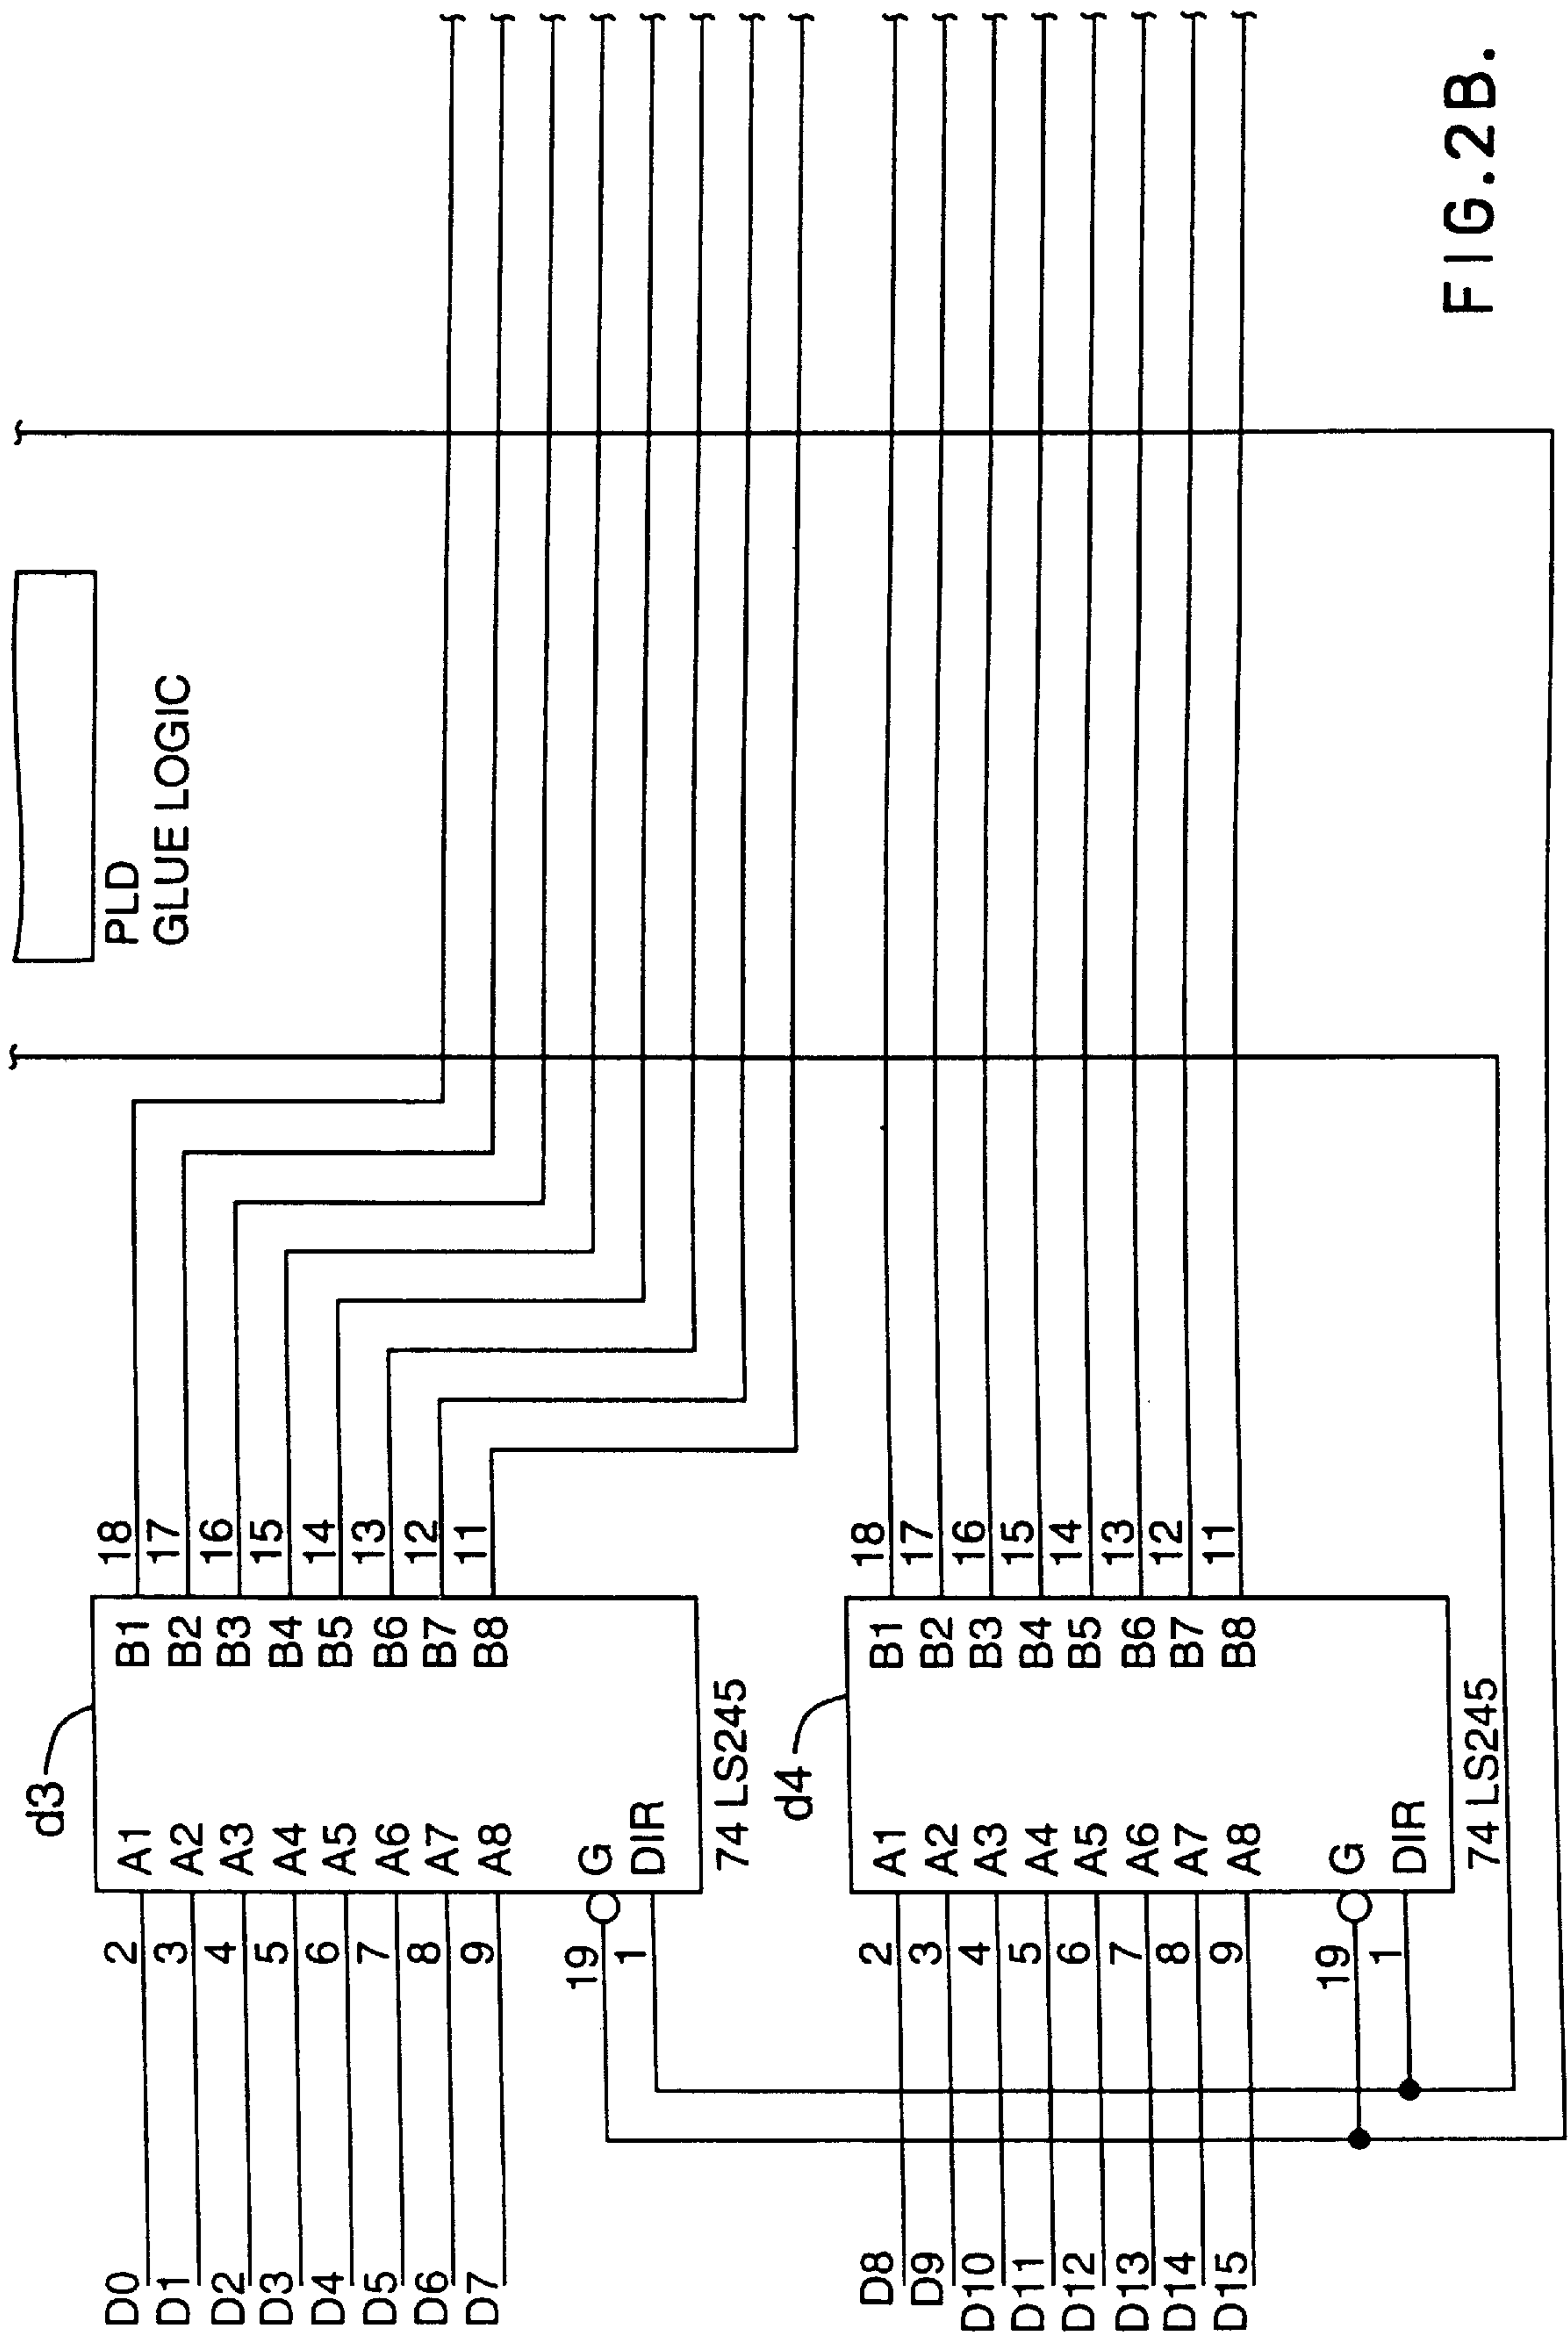 d3
D0 2 A1 B1 18
D1 3 A2 B2 17
D2 4 A3 B3 16
D3 5 A4 B4 15
D4 6 A5 B5 14
D5 7 A6 B6 13
D6 8 A7 B7 12
D7 9 A8 B8 11
19 G
1 DIR
74 LS245
PLD
GLUE LOGIC
d4
D8 2 A1 B1 18
D9 3 A2 B2 17
D10 4 A3 B3 16
D11 5 A4 B4 15
D12 6 A5 B5 14
D13 7 A6 B6 13
D14 8 A7 B7 12
D15 9 A8 B8 11
19 G
1 DIR
74 LS245
FIG.2B.